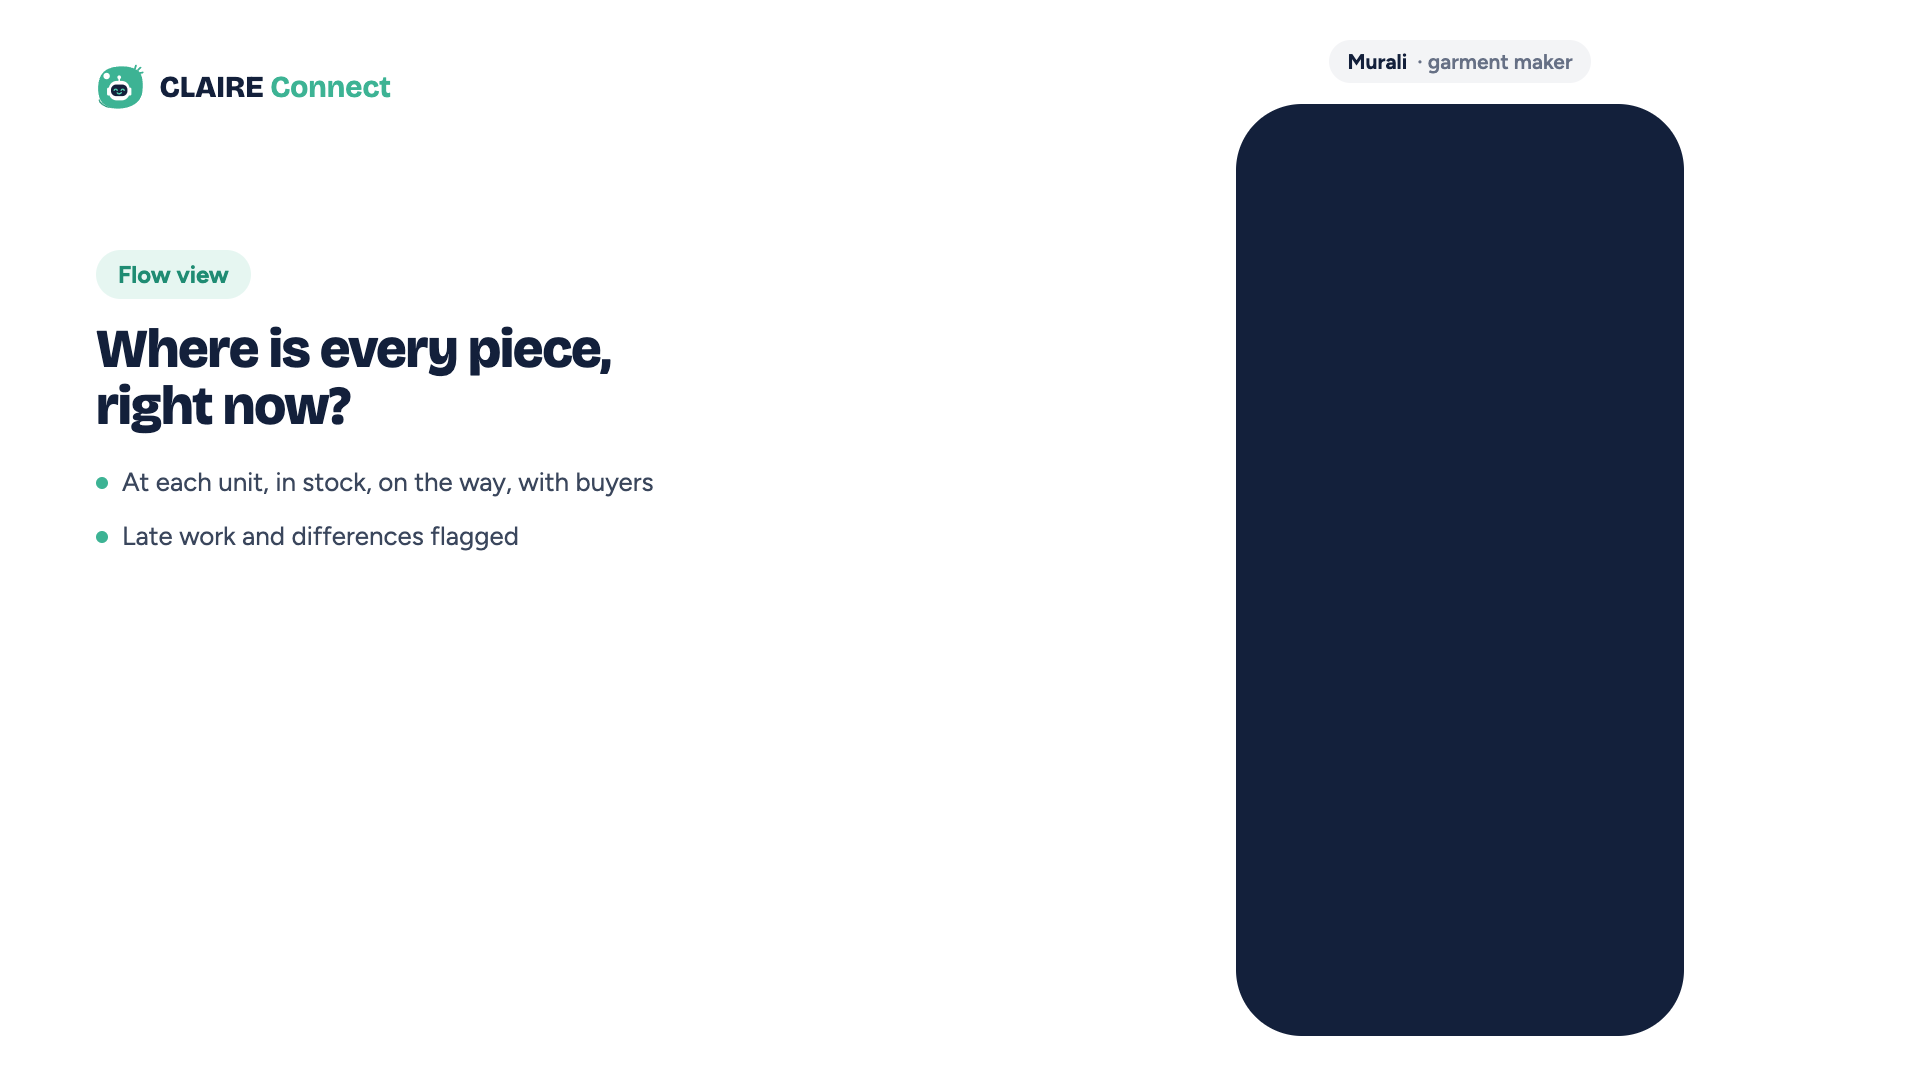 CLAIRE Connect
Murali · garment maker
Flow view
Where is every piece,
right now?
At each unit, in stock, on the way, with buyers
Late work and differences flagged